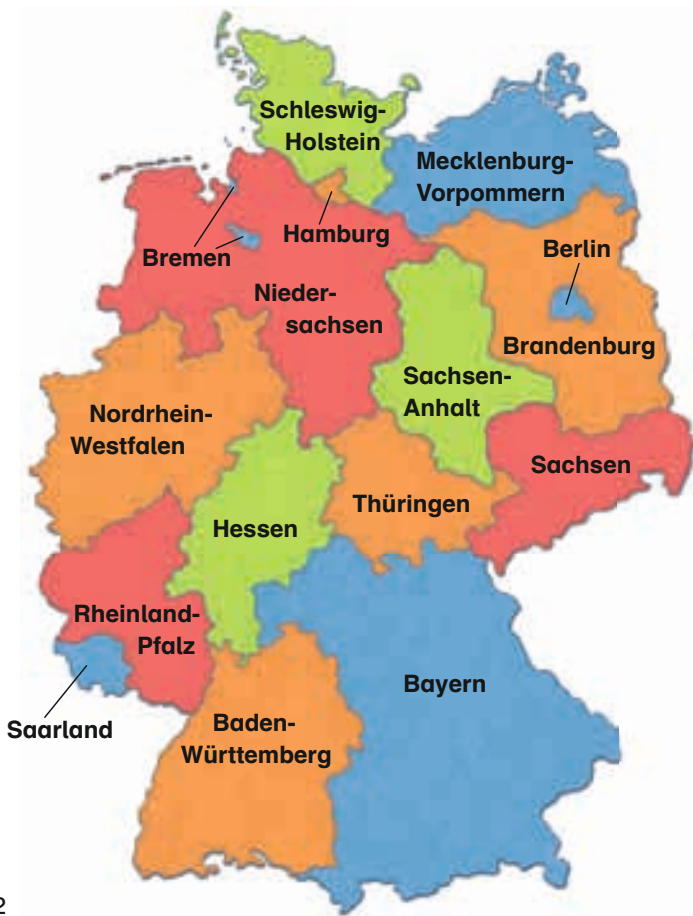 Schleswig-
Holstein
Mecklenburg-
Vorpommern
Hamburg
Bremen
Berlin
Nieder-
sachsen
Brandenburg
Sachsen-
Anhalt
Nordrhein-
Westfalen
Sachsen
Thüringen
Hessen
Rheinland-
Pfalz
Bayern
Saarland
Baden-
Württemberg
2